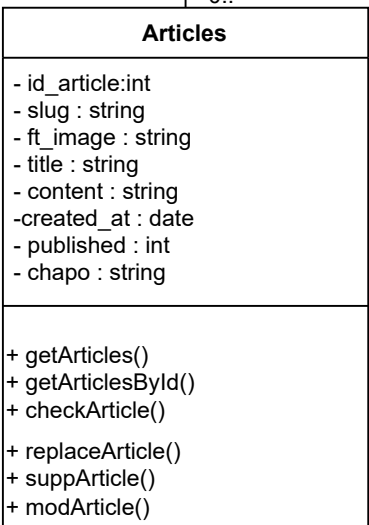 Articles
- id_article:int
- slug : string
- ft_image : string
- title : string
- content : string
-created_at : date
- published : int
- chapo : string
+ getArticles()
+ getArticlesById()
+ checkArticle()
+ replaceArticle()
+ suppArticle()
+ modArticle()